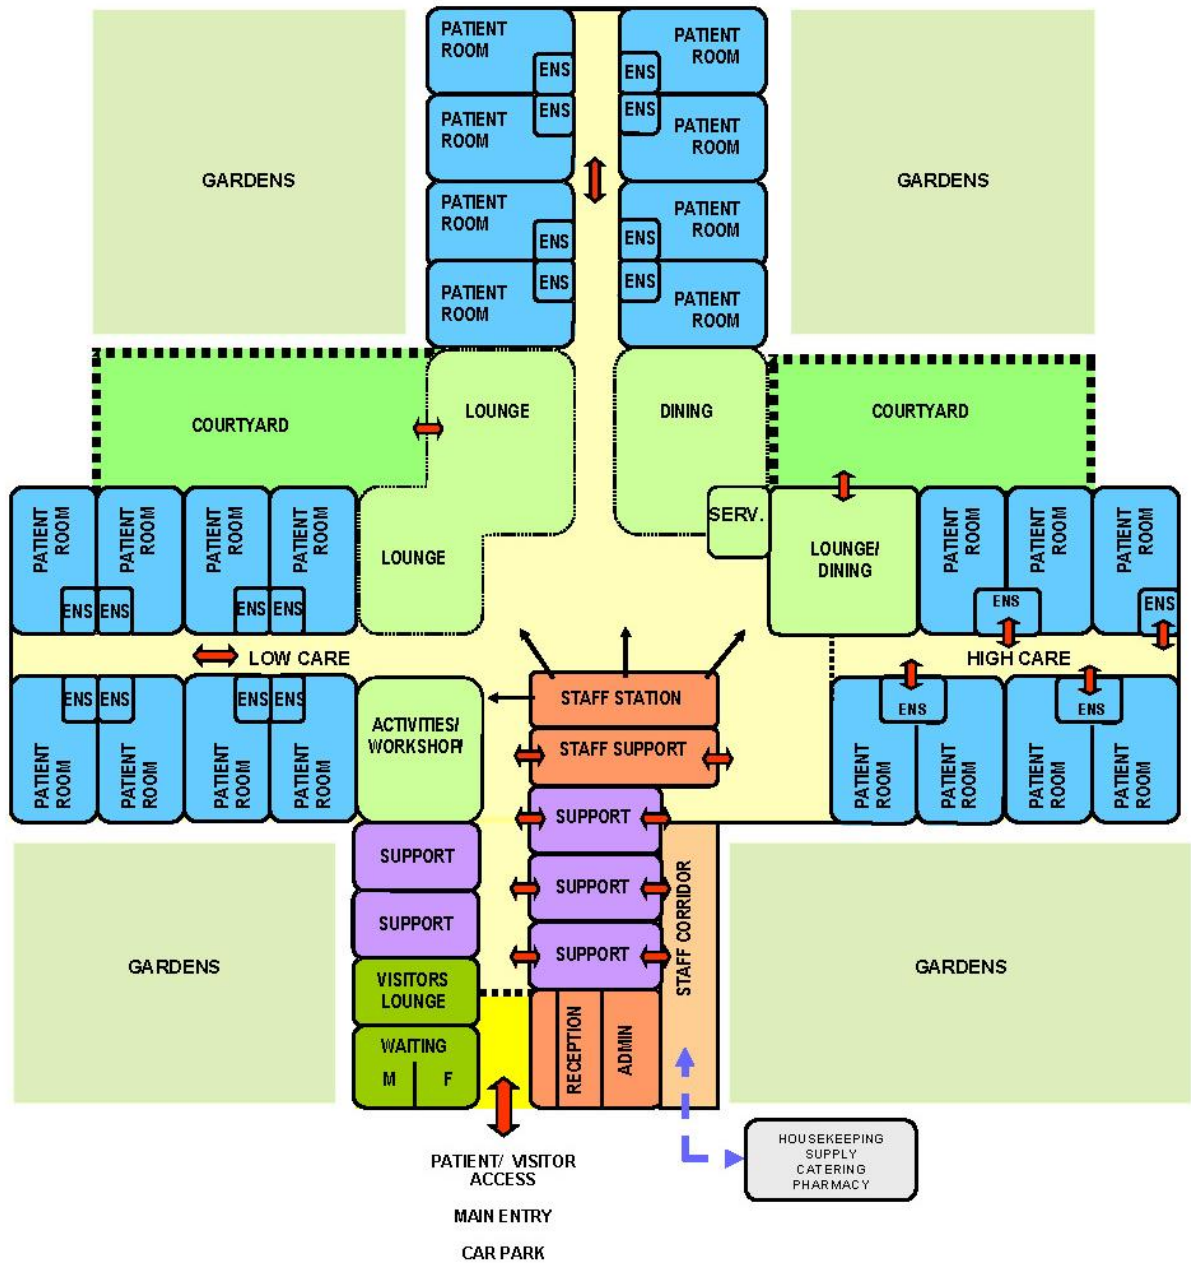 PATIENT
ROOM
ENS
PATIENT
ROOM
ENS
ENS
PATIENT
ROOM
ENS
PATIENT
ROOM
GARDENS
GARDENS
PATIENT
ROOM
ENS
PATIENT
ROOM
ENS
ENS
PATIENT
ROOM
ENS
PATIENT
ROOM
LOUNGE
DINING
COURTYARD
COURTYARD
PATIENT
ROOM
PATIENT
ROOM
PATIENT
ROOM
PATIENT
ROOM
LOUNGE
SERV.
LOUNGE/
DINING
PATIENT
ROOM
PATIENT
ROOM
PATIENT
ROOM
ENS
ENS
ENS
ENS
ENS
ENS
LOW CARE
HIGH CARE
STAFF STATION
ENS
ENS
ENS
ENS
ENS
ENS
ACTIVITIES/
WORKSHOP/
STAFF SUPPORT
PATIENT
ROOM
PATIENT
ROOM
PATIENT
ROOM
PATIENT
ROOM
PATIENT
ROOM
PATIENT
ROOM
PATIENT
ROOM
PATIENT
ROOM
SUPPORT
SUPPORT
SUPPORT
SUPPORT
SUPPORT
STAFF CORRIDOR
GARDENS
GARDENS
VISITORS
LOUNGE
WAITING
M
F
RECEPTION
ADMIN
HOUSEKEEPING
SUPPLY
CATERING
PHARMACY
PATIENT/ VISITOR
ACCESS
MAIN ENTRY
CAR PARK